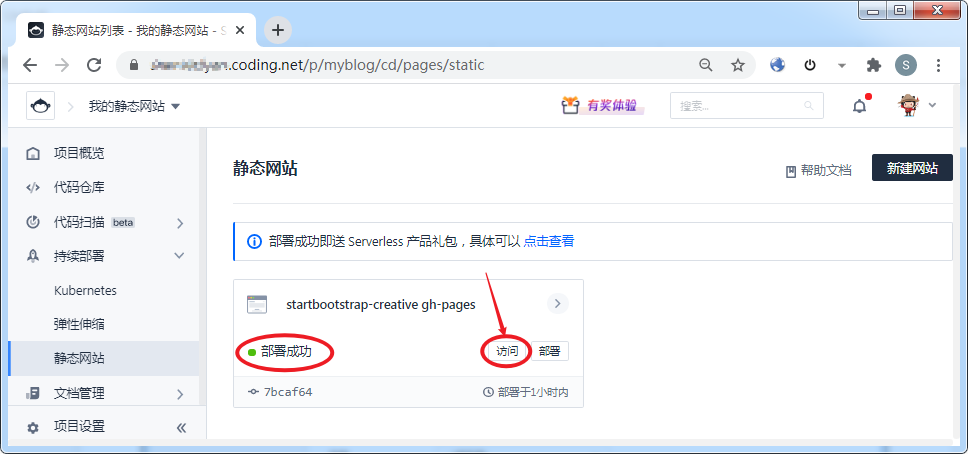 静态网站列表 - 我的静态网站 - S
.coding.net/p/myblog/cd/pages/static
S
我的静态网站
有奖体验
搜索...
项目概览
代码仓库
代码扫描 beta
持续部署
Kubernetes
弹性伸缩
静态网站
文档管理
项目设置
静态网站
帮助文档
新建网站
部署成功即送 Serverless 产品礼包，具体可以 点击查看
startbootstrap-creative gh-pages
部署成功
访问
部署
7bcaf64
部署于1小时内